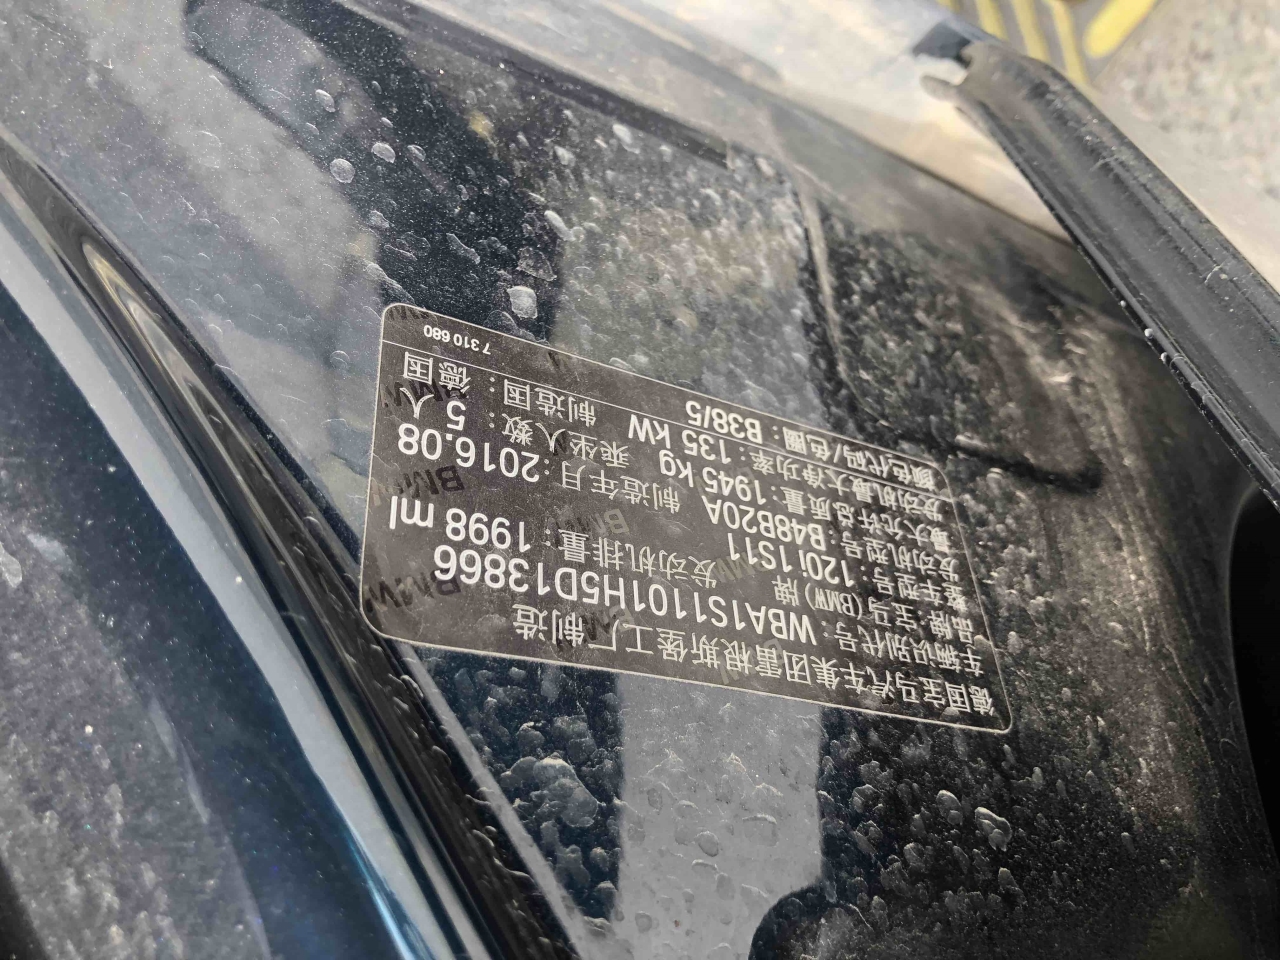 德国宝马汽车集团雷根斯堡工厂制造
车辆识别代号：WBA1S1101H5D13866
品牌：宝马(BMW)牌 发动机排量：1998 ml
整车型号：120i 1S11
发动机型号：B48B20A 制造年月：2016.08
最大允许总质量：1945 kg 乘坐人数：5 人
发动机最大净功率：135 kW 制造国：德国
颜色代码/色圈：B38/5
7 310 680